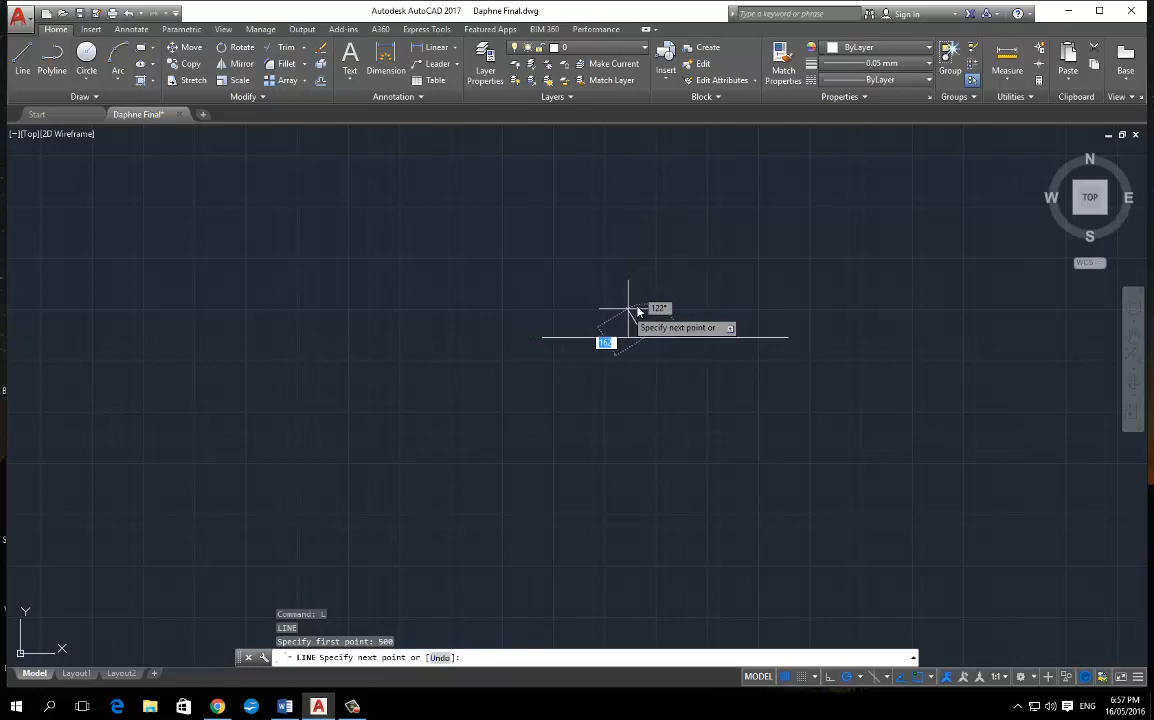 Autodesk AutoCAD 2017 Daphne Final.dwg
Type a keyword or phrase
Sign In
Home Insert Annotate Parametric View Manage Output Add-ins A360 Express Tools Featured Apps BIM 360 Performance
Line Polyline Circle Arc
Move Rotate Trim
Copy Mirror Fillet
Stretch Scale Array
Text Dimension
Linear
Leader
Table
Layer Properties
0
Make Current
Match Layer
Insert
Create
Edit
Edit Attributes
Match Properties
ByLayer
0.05 mm
ByLayer
Group Measure Paste Base
Draw Modify Annotation Layers Block Properties Groups Utilities Clipboard View
Start Daphne Final*
[−][Top][2D Wireframe]
N
W TOP E
S
WCS
122°
Specify next point or
162
Y
X
Command: L
LINE
Specify first point: 500
LINE Specify next point or [Undo]:
Model Layout1 Layout2
MODEL 1:1
ENG
6:57 PM
16/05/2016